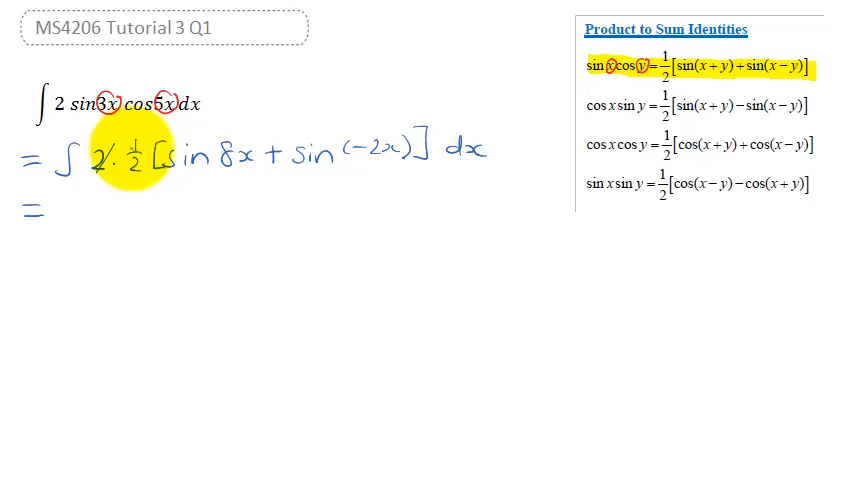 MS4206 Tutorial 3 Q1
∫ 2 sin3x cos5x dx
= ∫ 2 · 1/2 [sin 8x + sin (-2x)] dx
=
Product to Sum Identities
sin x cos y = 1/2 [sin(x + y) + sin(x − y)]
cos x sin y = 1/2 [sin(x + y) − sin(x − y)]
cos x cos y = 1/2 [cos(x + y) + cos(x − y)]
sin x sin y = 1/2 [cos(x − y) − cos(x + y)]